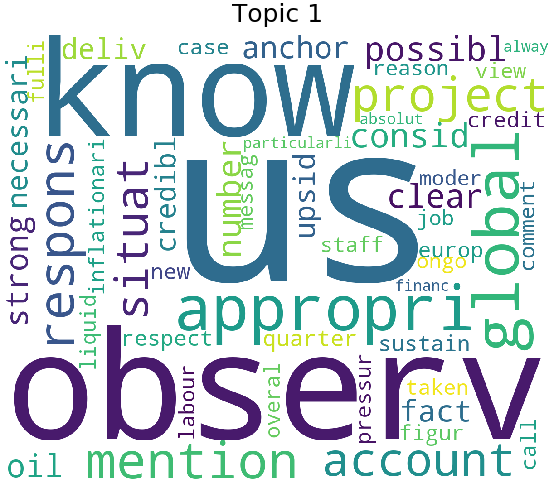 Topic 1
know
us
observ
fulli
deliv
case
anchor
possibl
alway
reason
view
project
credit
absolut
particularli
consid
necessari
respons
inflationari
situat
credibl
number
messag
upsid
clear
moder
job
global
comment
strong
staff
europ
ongo
new
financ
appropri
liquid
respect
quarter
sustain
labour
overal
pressur
taken
fact
figur
call
oil
mention
account